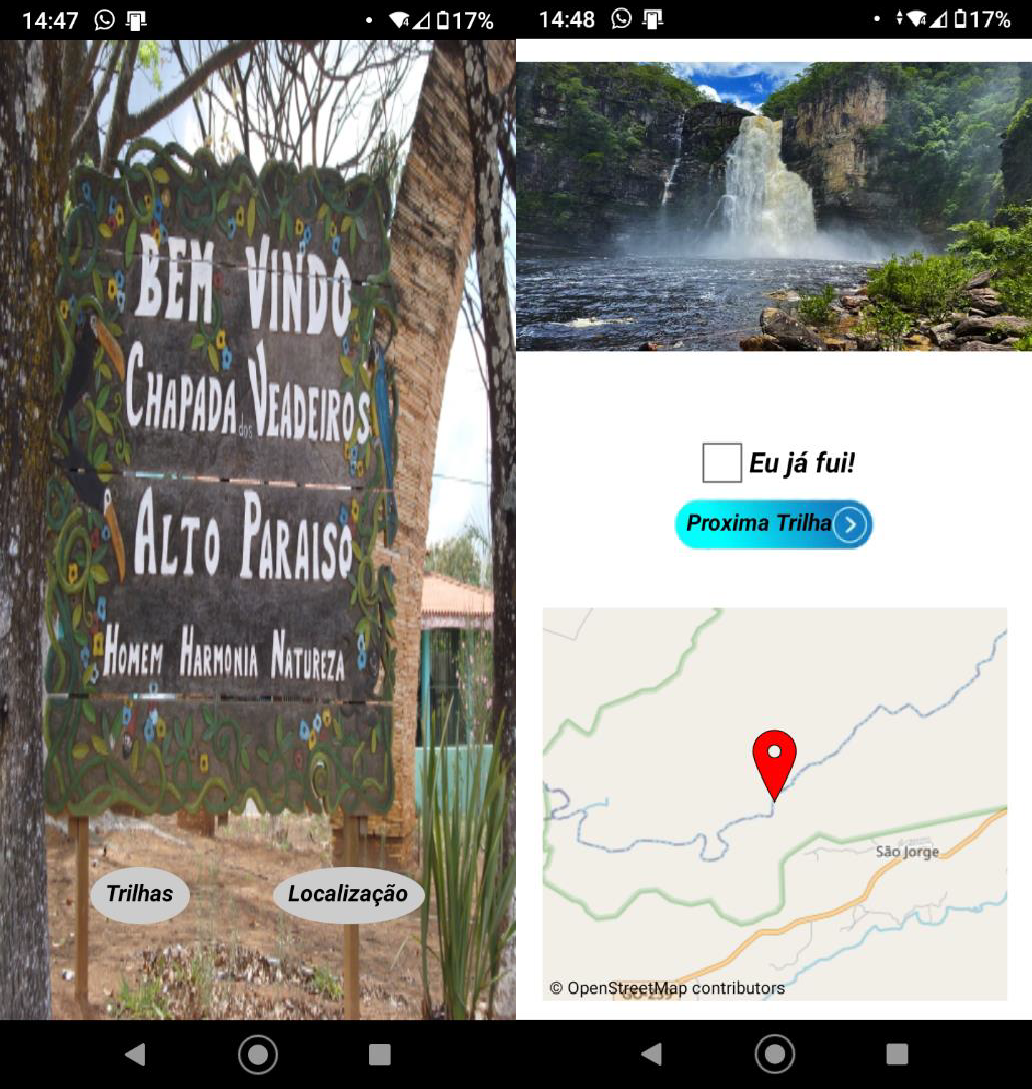 14:47
17%
BEM VINDO
CHAPADA dos VEADEIROS
ALTO PARAISO
HOMEM HARMONIA NATUREZA
Trilhas
Localização
14:48
17%
Eu já fui!
Proxima Trilha
São Jorge
© OpenStreetMap contributors